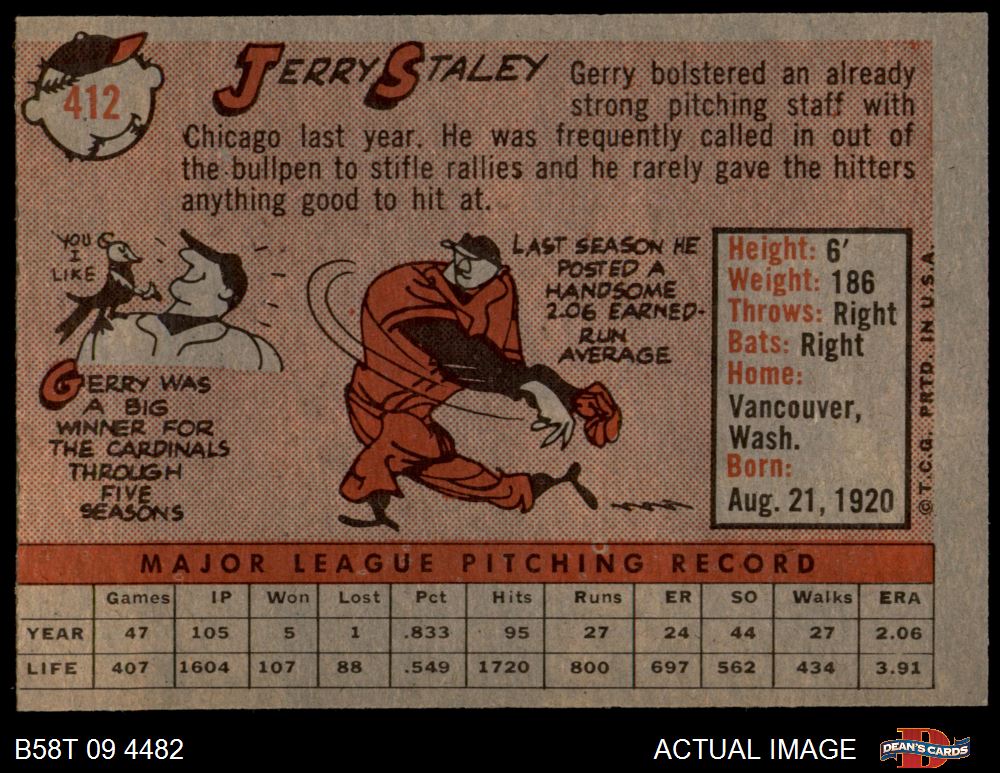 412
JERRY STALEY
Gerry bolstered an already
strong pitching staff with
Chicago last year. He was frequently called in out of
the bullpen to stifle rallies and he rarely gave the hitters
anything good to hit at.
YOU
I
LIKE
GERRY WAS
A BIG
WINNER FOR
THE CARDINALS
THROUGH
FIVE
SEASONS
LAST SEASON HE
POSTED A
HANDSOME
2.06 EARNED-
RUN
AVERAGE
Height: 6'
Weight: 186
Throws: Right
Bats: Right
Home:
Vancouver,
Wash.
Born:
Aug. 21, 1920
© T.C.G. PRTD. IN U.S.A.
MAJOR LEAGUE PITCHING RECORD
Games IP Won Lost Pct Hits Runs ER SO Walks ERA
YEAR 47 105 5 1 .833 95 27 24 44 27 2.06
LIFE 407 1604 107 88 .549 1720 800 697 562 434 3.91
B58T 09 4482
ACTUAL IMAGE
DEAN'S CARDS